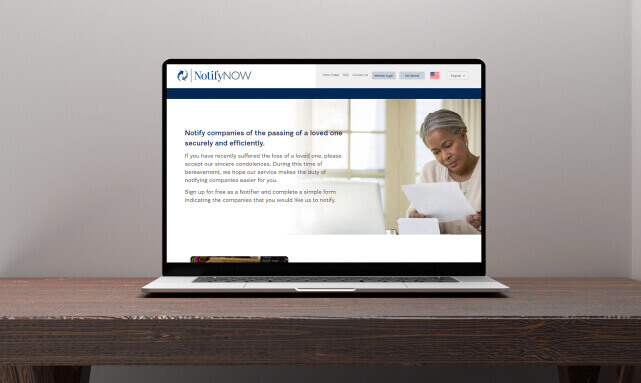 NotifyNOW
FAQ
Contact Us
Member Login
Get Started
English
Notify companies of the passing of a loved one
securely and efficiently.
If you have recently suffered the loss of a loved one, please
accept our sincere condolences. During this time of
bereavement, we hope our service makes the duty of
notifying companies easier for you.
Sign up for free as a Notifier and complete a simple form
indicating the companies that you would like us to notify.